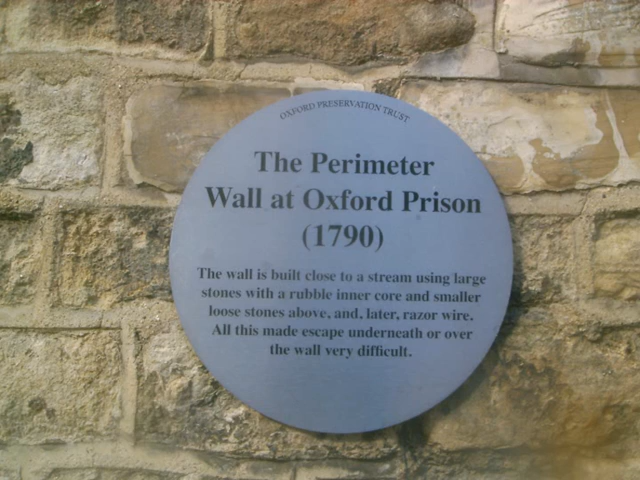 OXFORD PRESERVATION TRUST
The Perimeter
Wall at Oxford Prison
(1790)
The wall is built close to a stream using large
stones with a rubble inner core and smaller
loose stones above, and, later, razor wire.
All this made escape underneath or over
the wall very difficult.